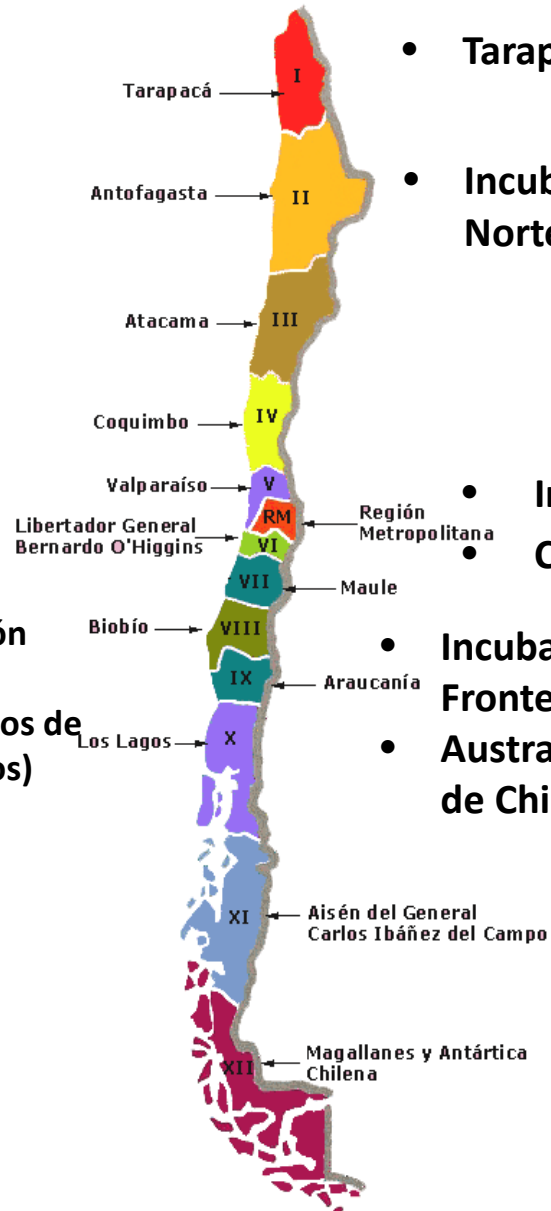 I
• Tarap
Tarapacá
Antofagasta
II
• Incub
Norte
III
Atacama
IV
Coquimbo
Valparaíso
V
• I
RM
Región
Metropolitana
Libertador General
Bernardo O'Higgins
VI
• C
VII
Maule
ón
Biobío
VIII
• Incuba
Fronte
IX
Araucanía
os de
os)
Los Lagos
X
• Austra
de Chi
XI
Aisén del General
Carlos Ibáñez del Campo
XII
Magallanes y Antártica
Chilena